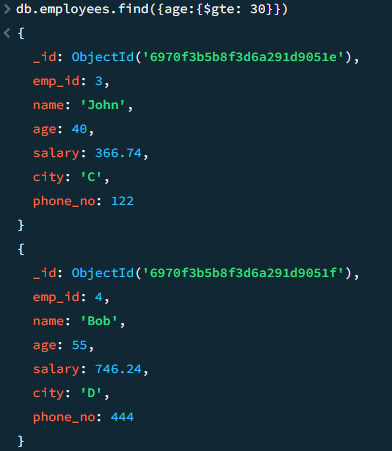 > db.employees.find({age:{$gte: 30}})
< {
_id: ObjectId('6970f3b5b8f3d6a291d9051e'),
emp_id: 3,
name: 'John',
age: 40,
salary: 366.74,
city: 'C',
phone_no: 122
}
{
_id: ObjectId('6970f3b5b8f3d6a291d9051f'),
emp_id: 4,
name: 'Bob',
age: 55,
salary: 746.24,
city: 'D',
phone_no: 444
}